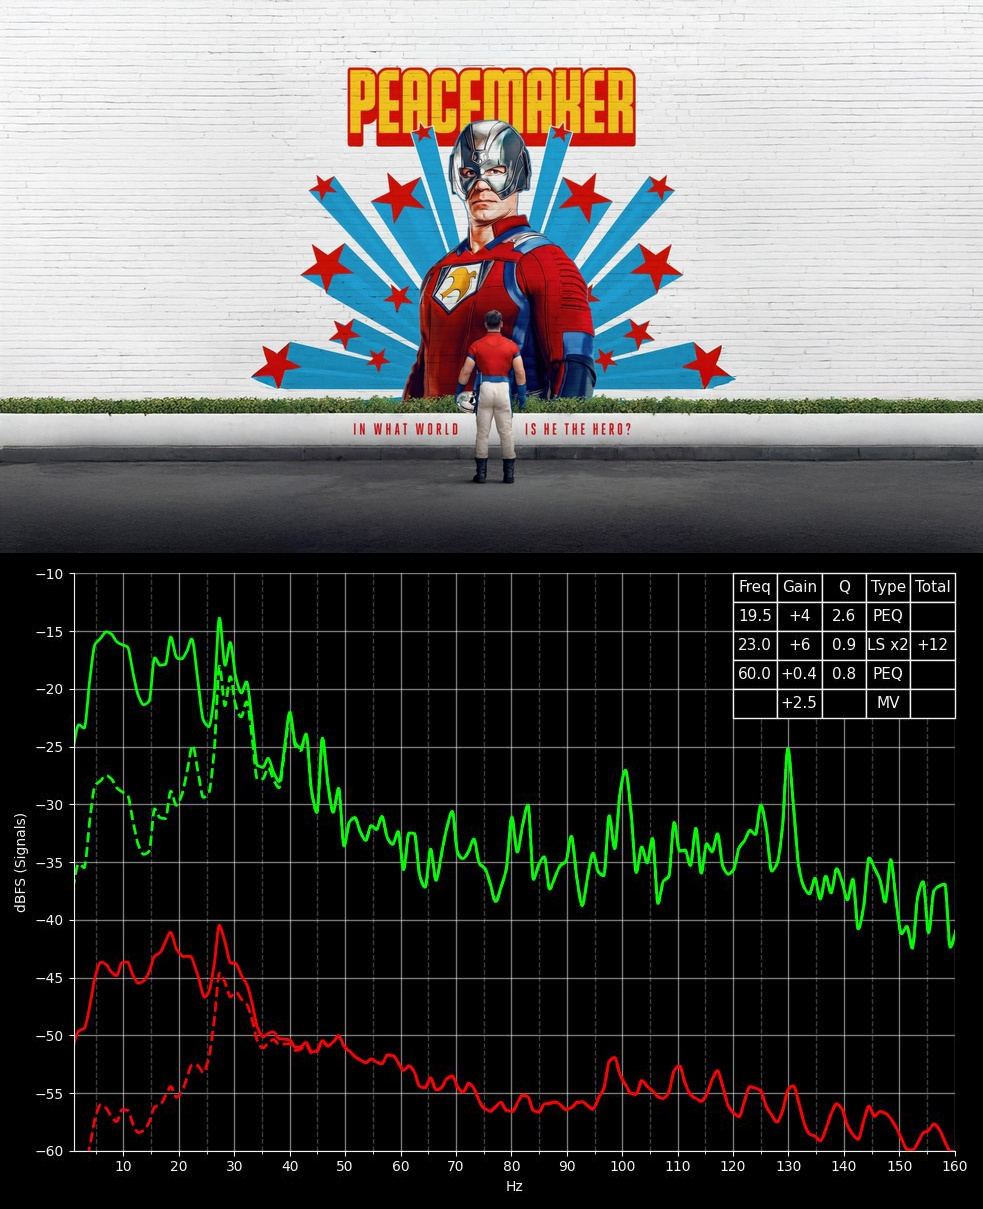 PEACEMAKER
IN WHAT WORLD IS HE THE HERO?
Freq Gain Q Type Total
19.5 +4 2.6 PEQ
23.0 +6 0.9 LS x2 +12
60.0 +0.4 0.8 PEQ
+2.5 MV
−10
−15
−20
−25
−30
−35
−40
−45
−50
−55
−60
dBFS (Signals)
10 20 30 40 50 60 70 80 90 100 110 120 130 140 150 160
Hz